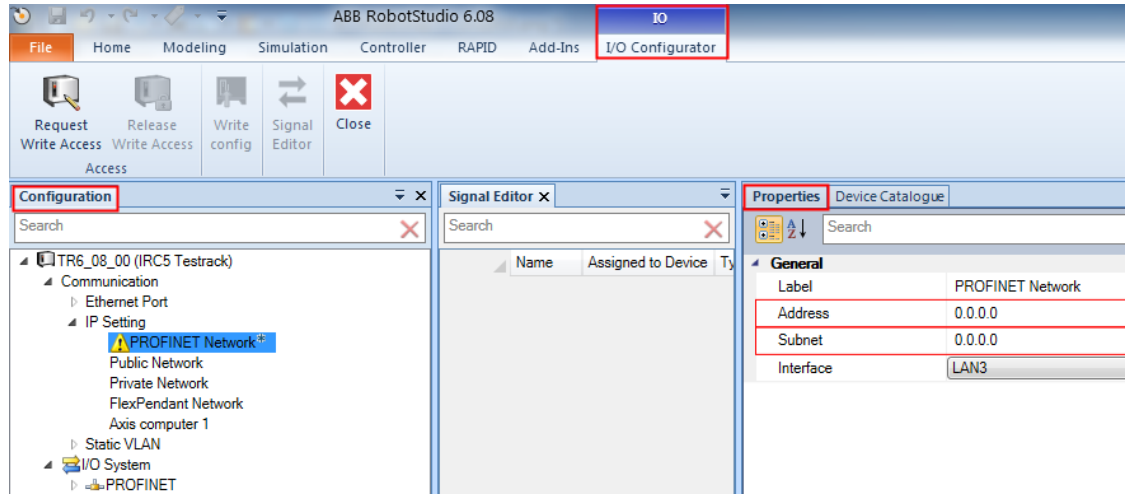 ABB RobotStudio 6.08
IO
File Home Modeling Simulation Controller RAPID Add-Ins I/O Configurator
Request Write Access
Release Write Access
Write config
Signal Editor
Close
Access
Configuration
Search
TR6_08_00 (IRC5 Testrack)
Communication
Ethernet Port
IP Setting
PROFINET Network*
Public Network
Private Network
FlexPendant Network
Axis computer 1
Static VLAN
I/O System
PROFINET
Signal Editor
Search
Name Assigned to Device Ty
Properties Device Catalogue
Search
General
Label PROFINET Network
Address 0.0.0.0
Subnet 0.0.0.0
Interface LAN3